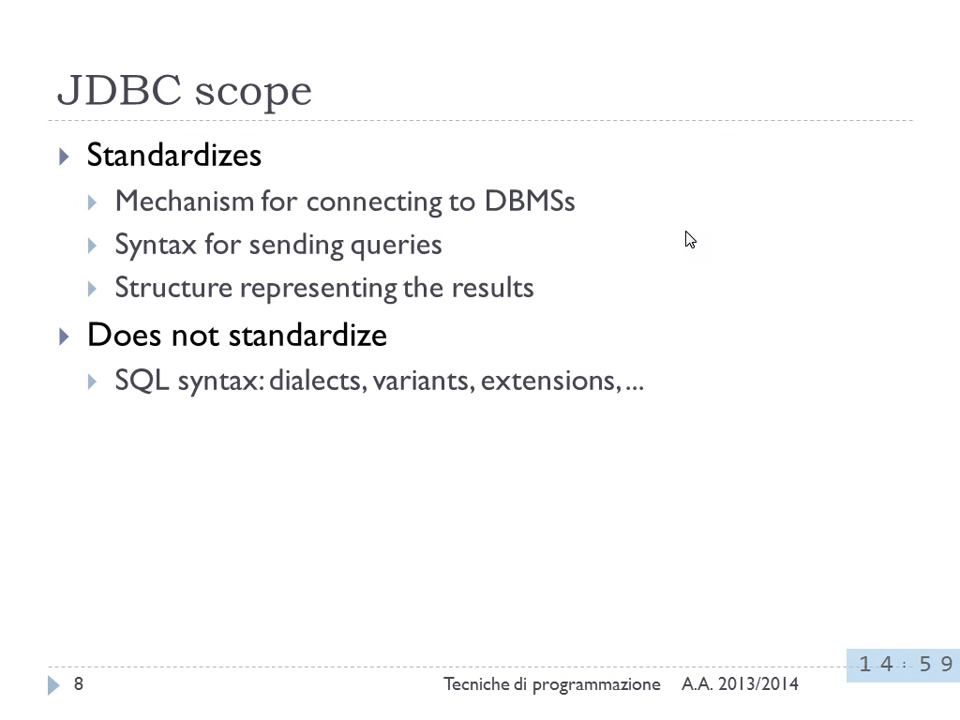 JDBC scope
Standardizes
Mechanism for connecting to DBMSs
Syntax for sending queries
Structure representing the results
Does not standardize
SQL syntax: dialects, variants, extensions, ...
14:59
8 Tecniche di programmazione A.A. 2013/2014